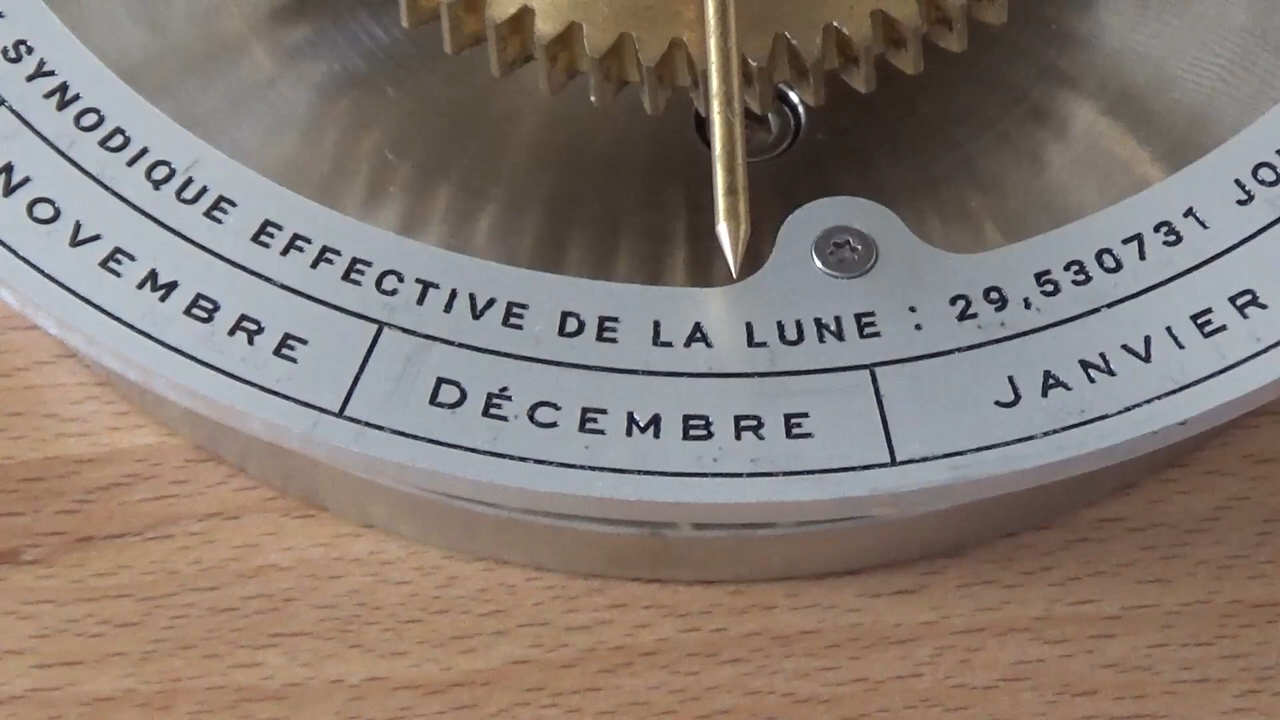 SYNODIQUE EFFECTIVE DE LA LUNE : 29,530731
NOVEMBRE
DÉCEMBRE
JANVIER